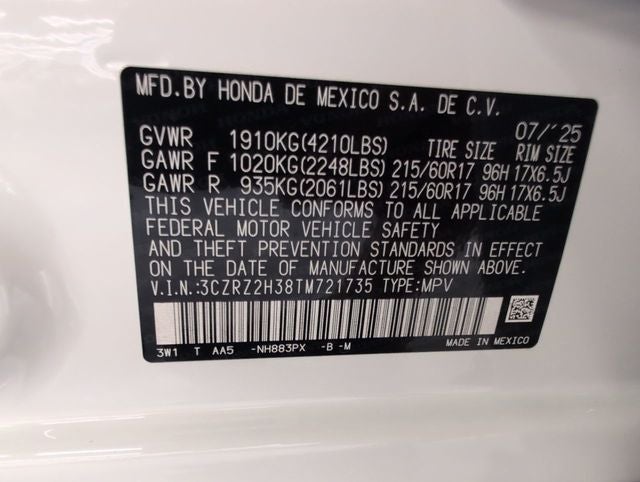 MFD.BY HONDA DE MEXICO S.A. DE C.V.
07/´25
GVWR 1910KG(4210LBS) TIRE SIZE RIM SIZE
GAWR F 1020KG(2248LBS) 215/60R17 96H 17X6.5J
GAWR R 935KG(2061LBS) 215/60R17 96H 17X6.5J
THIS VEHICLE CONFORMS TO ALL APPLICABLE
FEDERAL MOTOR VEHICLE SAFETY
AND THEFT PREVENTION STANDARDS IN EFFECT
ON THE DATE OF MANUFACTURE SHOWN ABOVE.
V.I.N.:3CZRZ2H38TM721735 TYPE:MPV
3W1 T AA5 -NH883PX -B -M MADE IN MEXICO